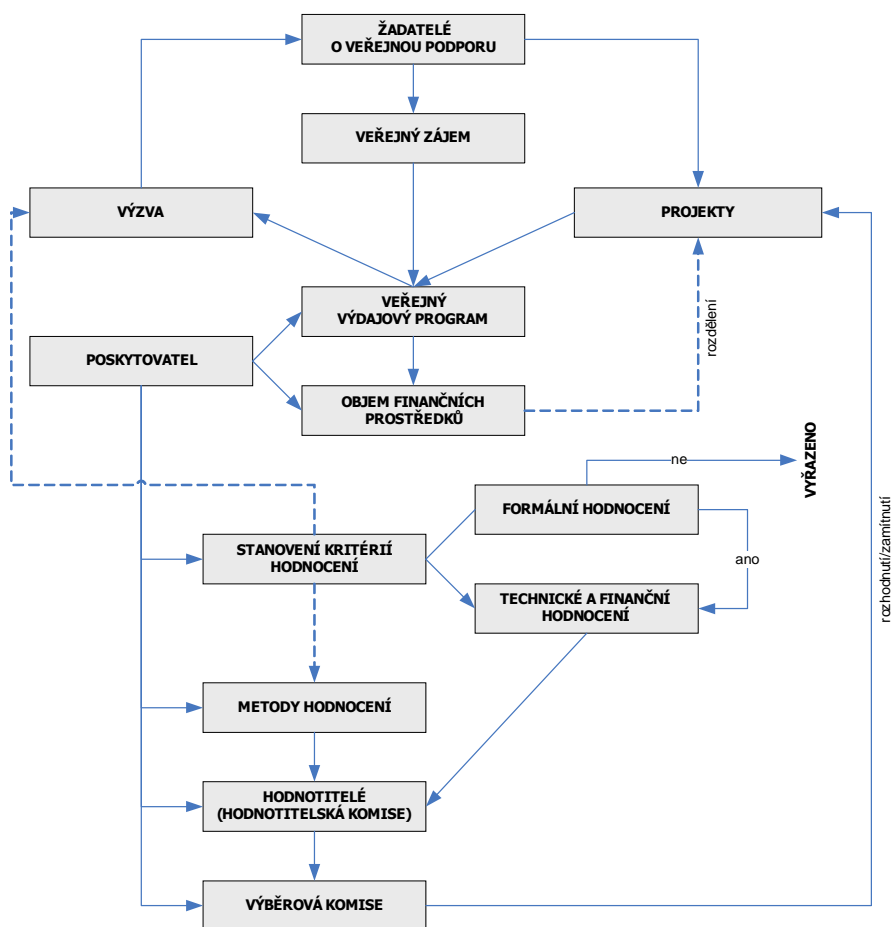 ŽADATELÉ
O VEŘEJNOU PODPORU
VEŘEJNÝ ZÁJEM
VÝZVA
PROJEKTY
VEŘEJNÝ
VÝDAJOVÝ PROGRAM
rozdělení
POSKYTOVATEL
OBJEM FINANČNÍCH
PROSTŘEDKŮ
ne
VYŘAZENO
FORMÁLNÍ HODNOCENÍ
STANOVENÍ KRITÉRIÍ
HODNOCENÍ
ano
rozhodnutí/zamítnutí
TECHNICKÉ A FINANČNÍ
HODNOCENÍ
METODY HODNOCENÍ
HODNOTITELÉ
(HODNOTITELSKÁ KOMISE)
VÝBĚROVÁ KOMISE